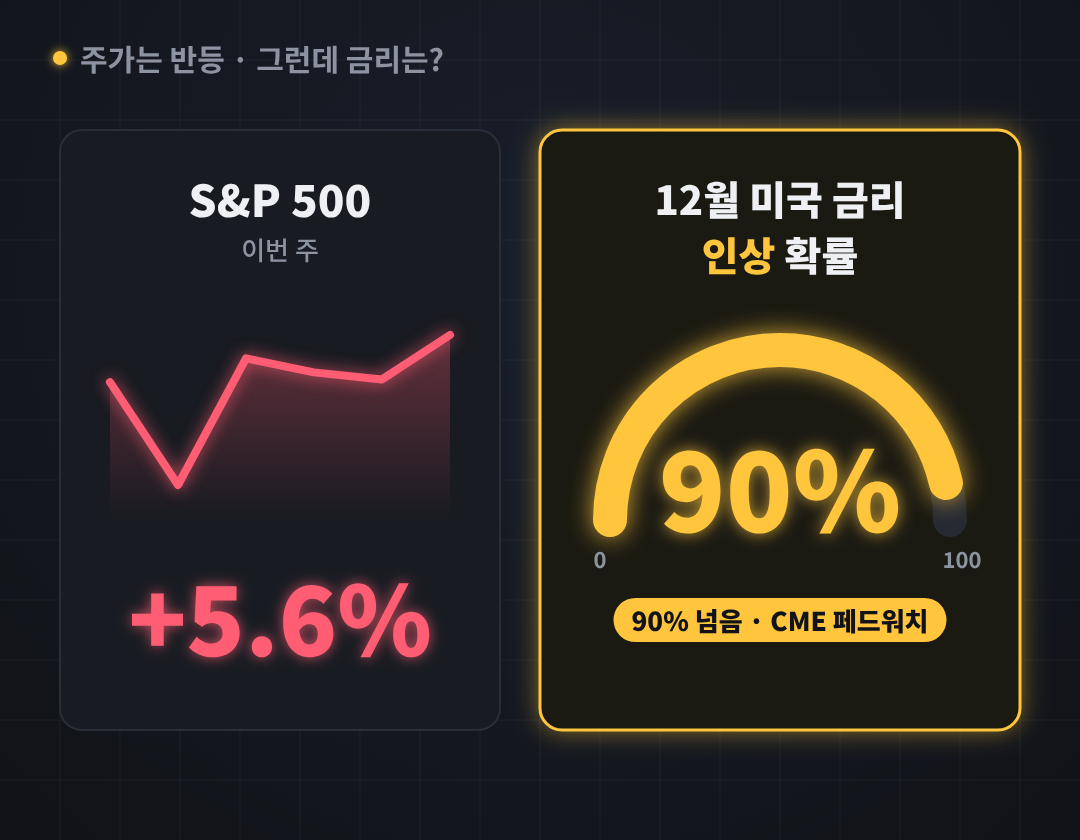 주가는 반등 · 그런데 금리는?
S&P 500
이번 주
+5.6%
12월 미국 금리
인상 확률
90%
0
100
90% 넘음 · CME 페드워치